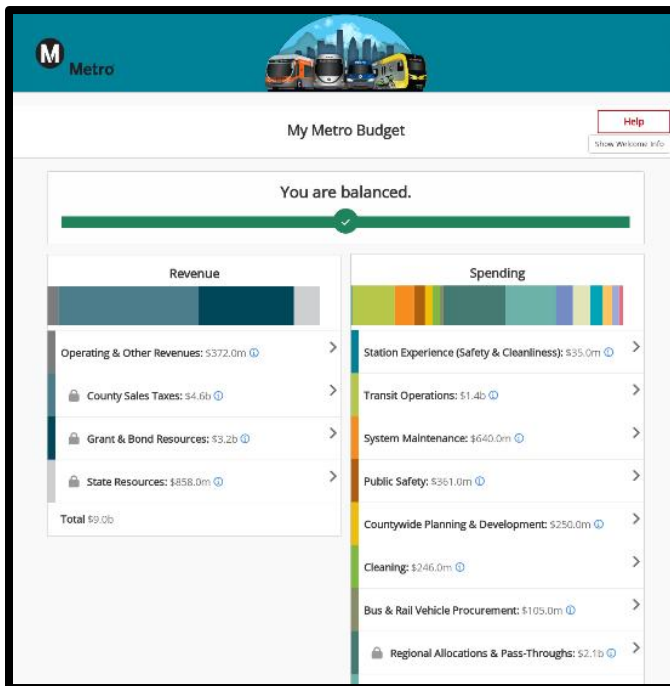 M
Metro
My Metro Budget
Help
Show Welcome Info
You are balanced.
Revenue
Operating & Other Revenues: $372.0m
County Sales Taxes: $4.6b
Grant & Bond Resources: $3.2b
State Resources: $858.0m
Total $9.0b
Spending
Station Experience (Safety & Cleanliness): $35.0m
Transit Operations: $1.4b
System Maintenance: $640.0m
Public Safety: $361.0m
Countywide Planning & Development: $250.0m
Cleaning: $246.0m
Bus & Rail Vehicle Procurement: $105.0m
Regional Allocations & Pass-Throughs: $2.1b